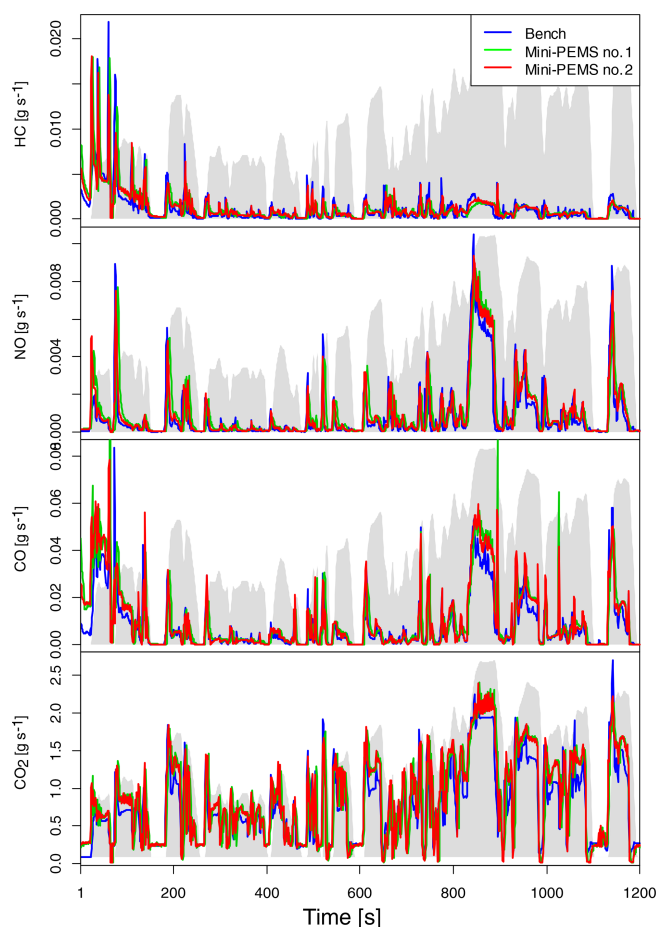 Bench
Mini-PEMS no.1
Mini-PEMS no.2
HC [g s⁻¹]
0.020
0.010
0.000
NO [g s⁻¹]
0.008
0.004
0.000
CO [g s⁻¹]
0.08
0.06
0.04
0.02
0.00
CO₂ [g s⁻¹]
2.5
2.0
1.5
1.0
0.5
0.0
1 200 400 600 800 1000 1200
Time [s]